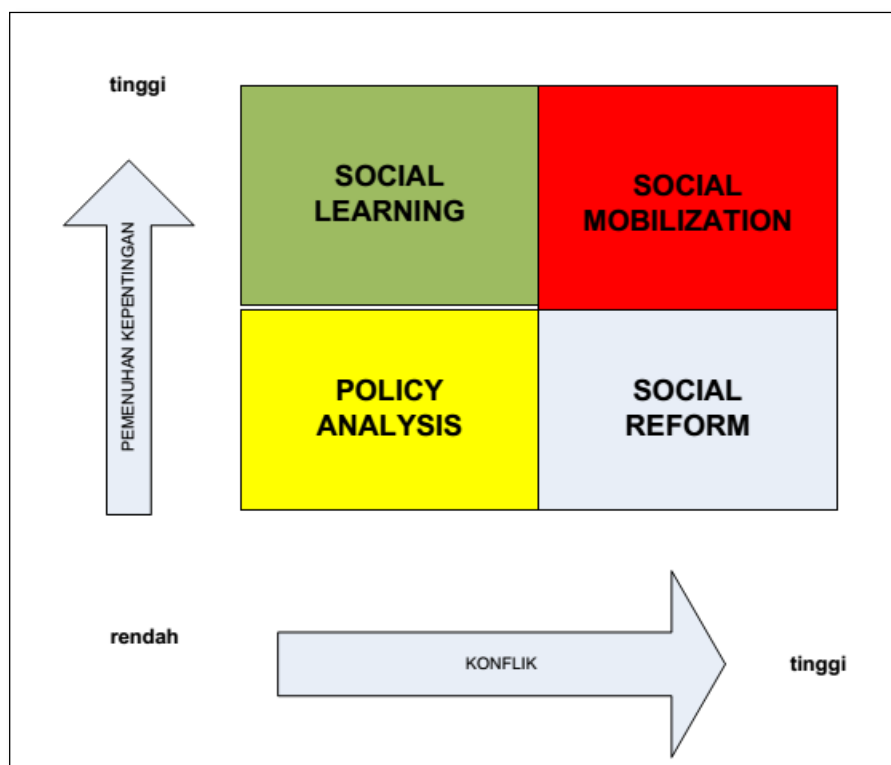 tinggi
SOCIAL
LEARNING
SOCIAL
MOBILIZATION
PEMENUHAN KEPENTINGAN
POLICY
ANALYSIS
SOCIAL
REFORM
rendah
KONFLIK
tinggi